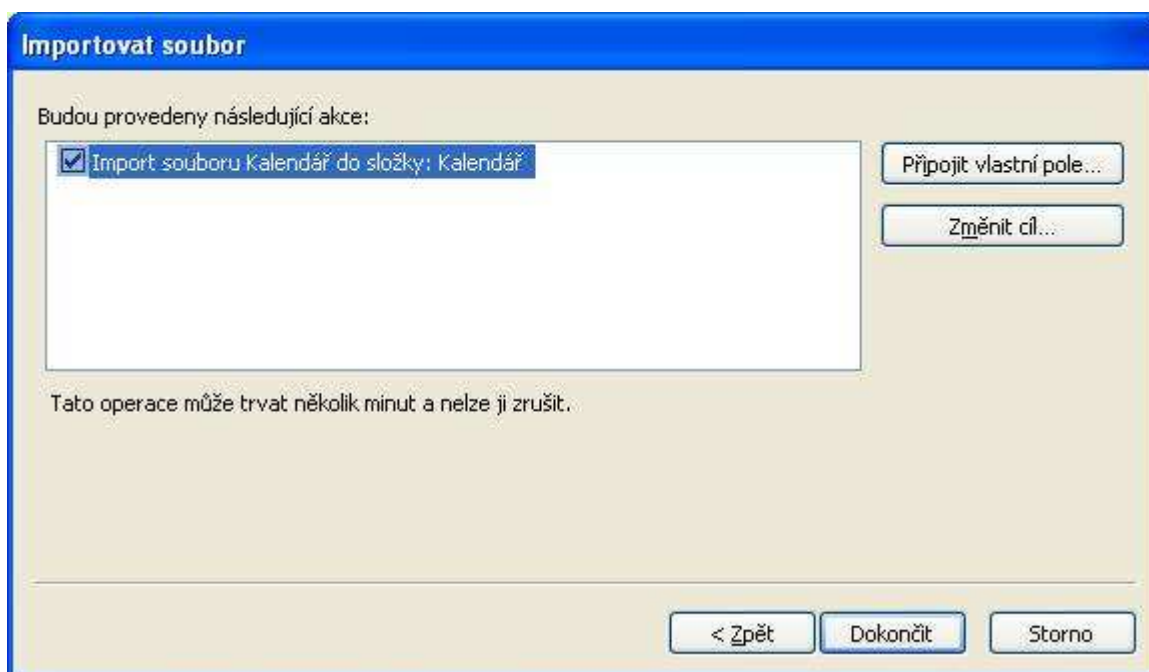 Importovat soubor
Budou provedeny následující akce:
Import souboru Kalendář do složky: Kalendář
Připojit vlastní pole...
Změnit cíl...
Tato operace může trvat několik minut a nelze ji zrušit.
< Zpět
Dokončit
Storno